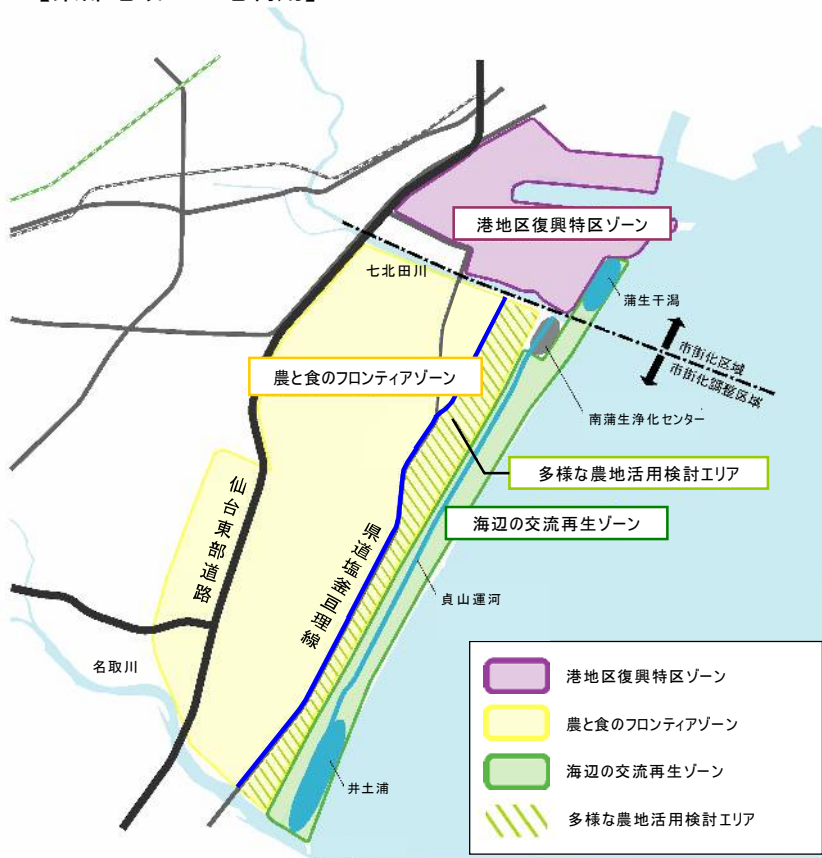 港地区復興特区ゾーン
七北田川
蒲生干潟
市街化区域
市街化調整区域
農と食のフロンティアゾーン
南蒲生浄化センター
多様な農地活用検討エリア
海辺の交流再生ゾーン
仙台東部道路
県道塩釜亘理線
貞山運河
名取川
井土浦
港地区復興特区ゾーン
農と食のフロンティアゾーン
海辺の交流再生ゾーン
多様な農地活用検討エリア